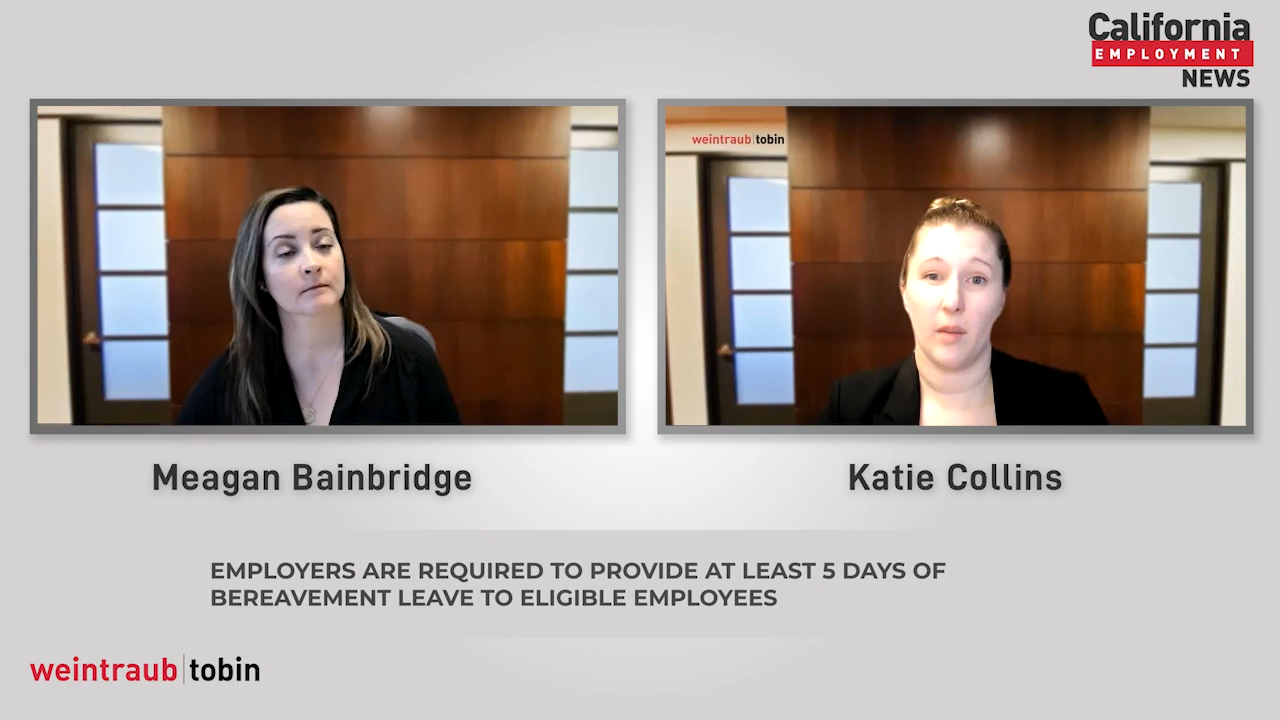 California
EMPLOYMENT
NEWS
weintraub|tobin
Meagan Bainbridge
Katie Collins
EMPLOYERS ARE REQUIRED TO PROVIDE AT LEAST 5 DAYS OF
BEREAVEMENT LEAVE TO ELIGIBLE EMPLOYEES
weintraub|tobin